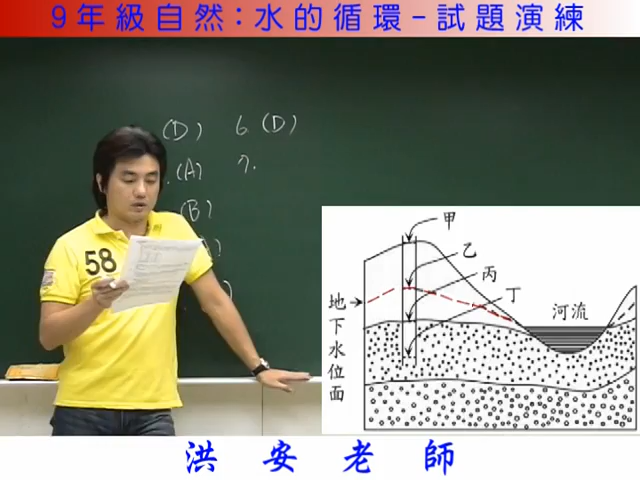 9年級自然:水的循環-試題演練
(D) 6 (D)
(A) 7.
(B)
58
甲
乙
丙
丁
地下水位面
河流
洪安老師